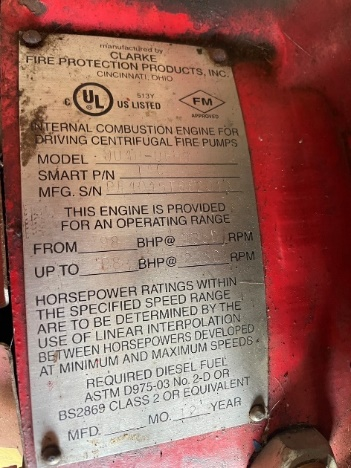 manufactured by
CLARKE
FIRE PROTECTION PRODUCTS, INC.
CINCINNATI, OHIO
C UL US LISTED 513Y
FM
APPROVED
INTERNAL COMBUSTION ENGINE FOR
DRIVING CENTRIFUGAL FIRE PUMPS
MODEL
SMART P/N
MFG. S/N
THIS ENGINE IS PROVIDED
FOR AN OPERATING RANGE
FROM BHP@ RPM
UP TO BHP@ RPM
HORSEPOWER RATINGS WITHIN
THE SPECIFIED SPEED RANGE
ARE TO BE DETERMINED BY THE
USE OF LINEAR INTERPOLATION
BETWEEN HORSEPOWERS DEVELOPED
AT MINIMUM AND MAXIMUM SPEEDS
REQUIRED DIESEL FUEL
ASTM D975-03 No. 2-D OR
BS2869 CLASS 2 OR EQUIVALENT
MFD. MO. YEAR